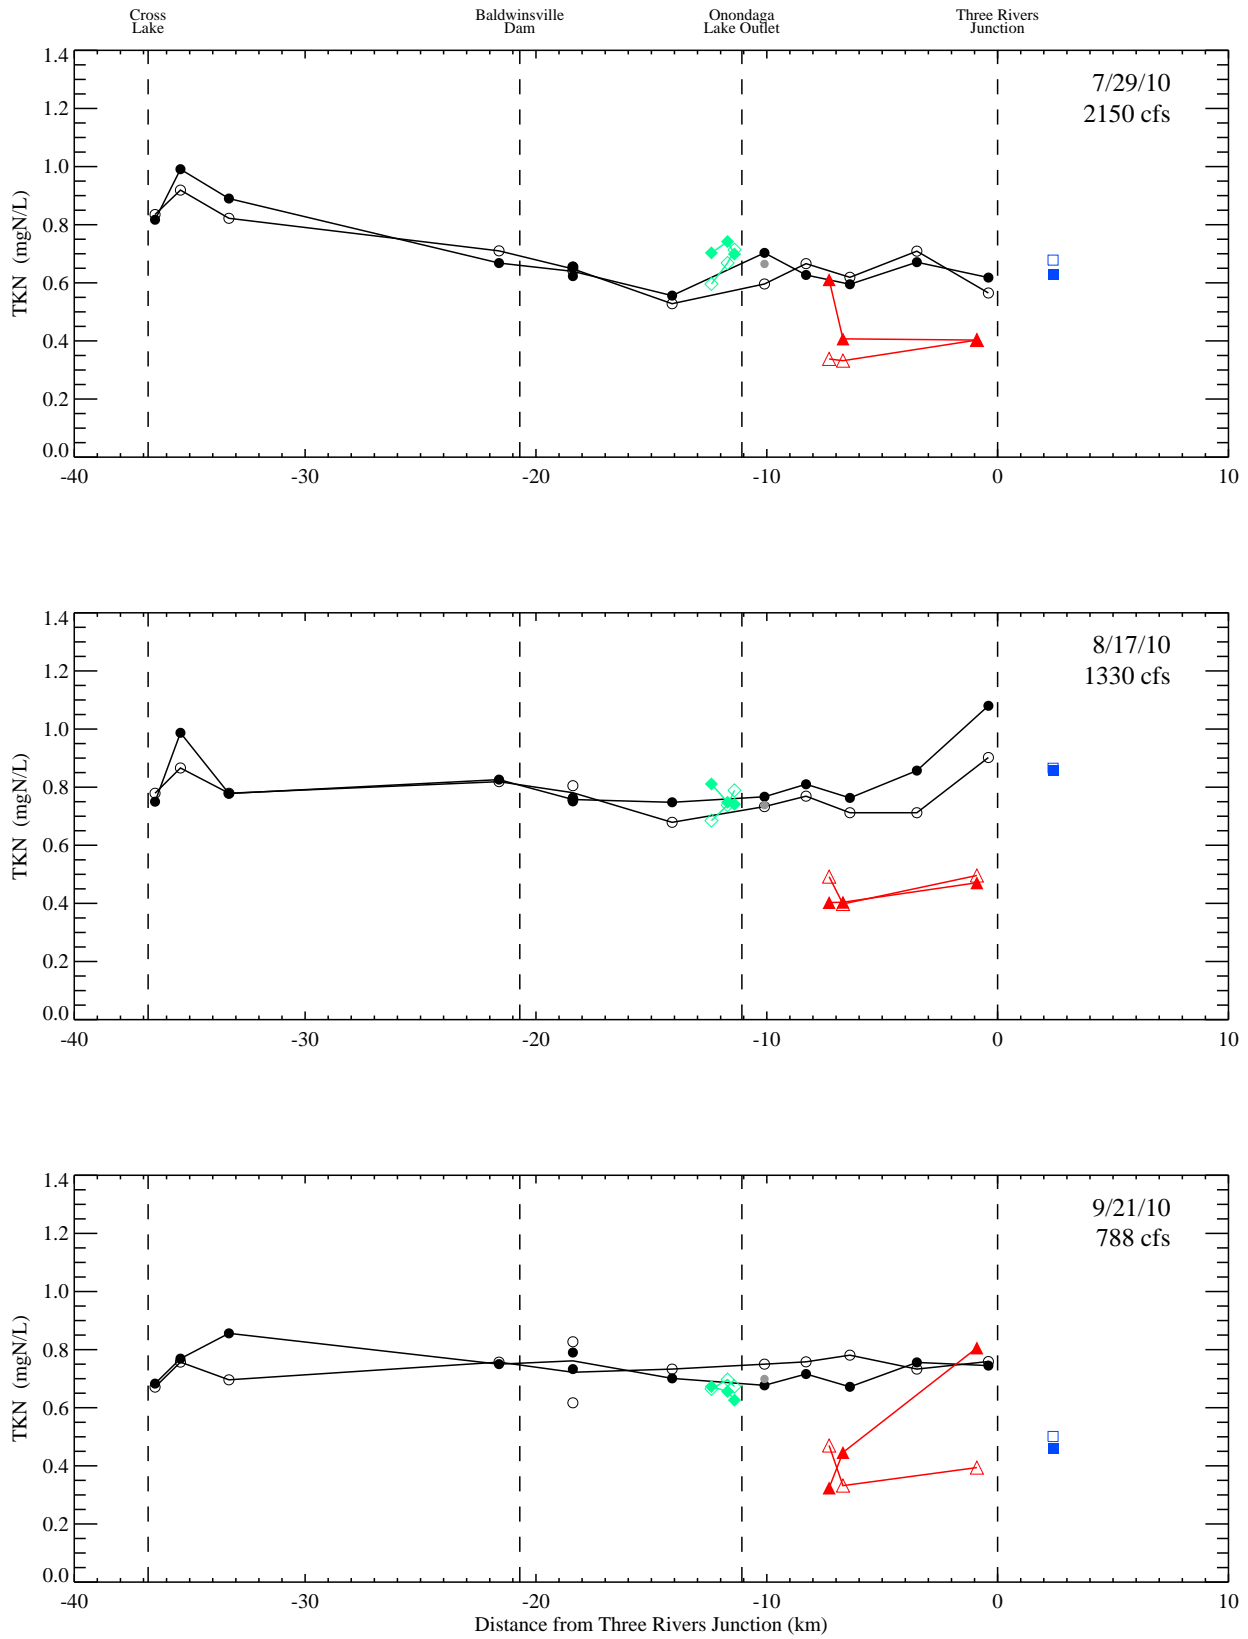 Cross Baldwinsville Onondaga Three Rivers
Lake Dam Lake Outlet Junction
1.4
7/29/10
1.2
2150 cfs
1.0
0.8
TKN (mgN/L)
0.6
0.4
0.2
0.0
-40 -30 -20 -10 0 10
1.4
8/17/10
1.2
1330 cfs
1.0
0.8
TKN (mgN/L)
0.6
0.4
0.2
0.0
-40 -30 -20 -10 0 10
1.4
9/21/10
1.2
788 cfs
1.0
0.8
TKN (mgN/L)
0.6
0.4
0.2
0.0
-40 -30 -20 -10 0 10
Distance from Three Rivers Junction (km)